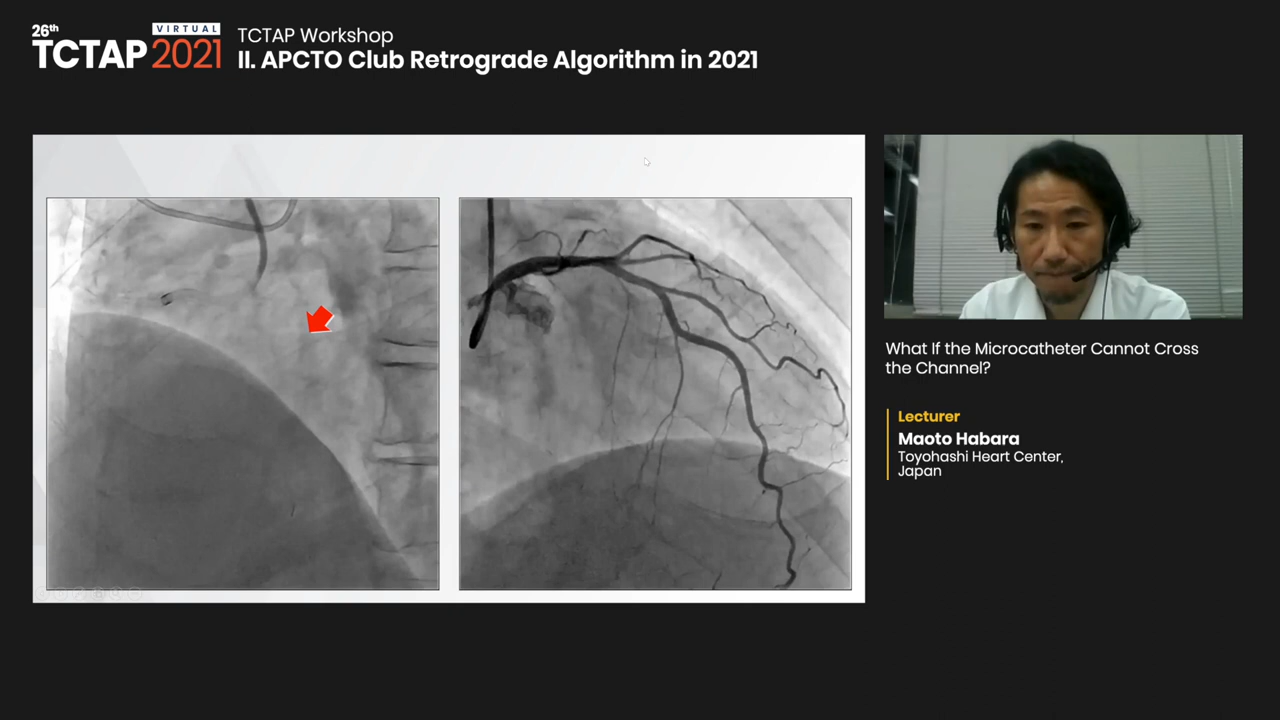 26th
VIRTUAL
TCTAP 2021
TCTAP Workshop
II. APCTO Club Retrograde Algorithm in 2021
What If the Microcatheter Cannot Cross
the Channel?
Lecturer
Maoto Habara
Toyohashi Heart Center,
Japan